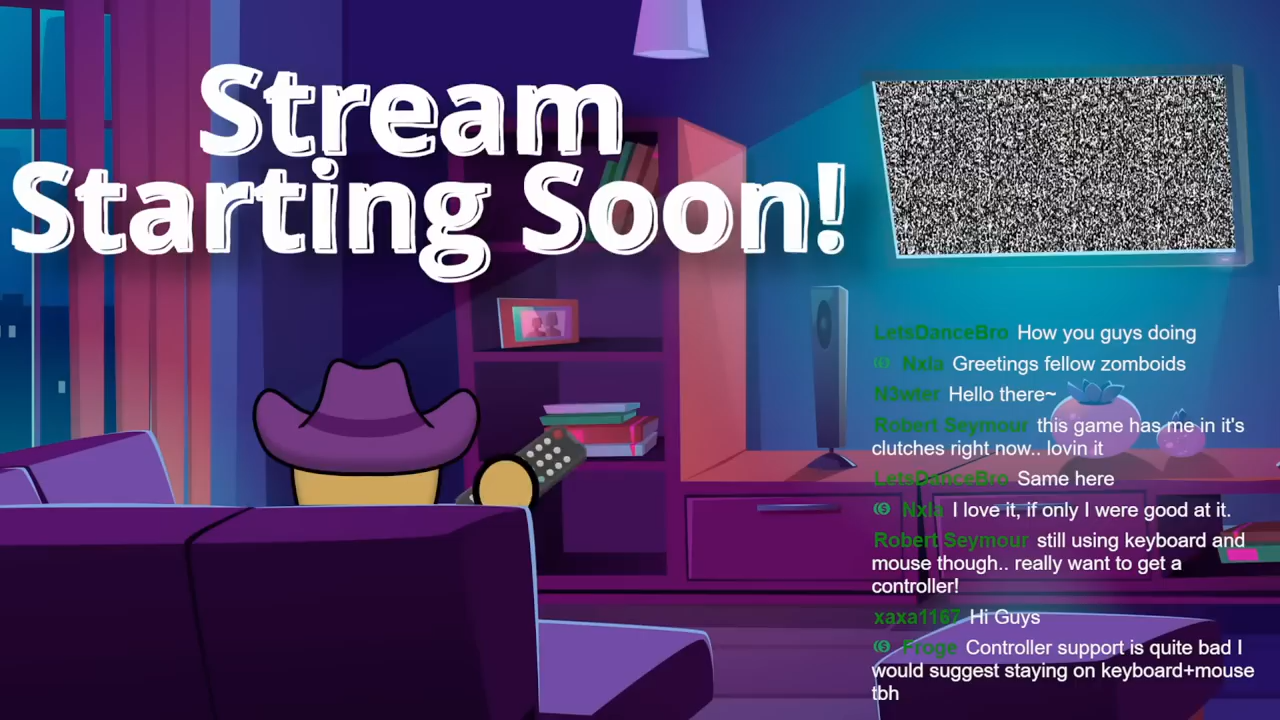 Stream
Starting Soon!
LetsDanceBro How you guys doing
Nxla Greetings fellow zomboids
N3wter Hello there~
Robert Seymour this game has me in it's
clutches right now.. lovin it
LetsDanceBro Same here
Nxla I love it, if only I were good at it.
Robert Seymour still using keyboard and
mouse though.. really want to get a
controller!
xaxa1167 Hi Guys
Froge Controller support is quite bad I
would suggest staying on keyboard+mouse
tbh